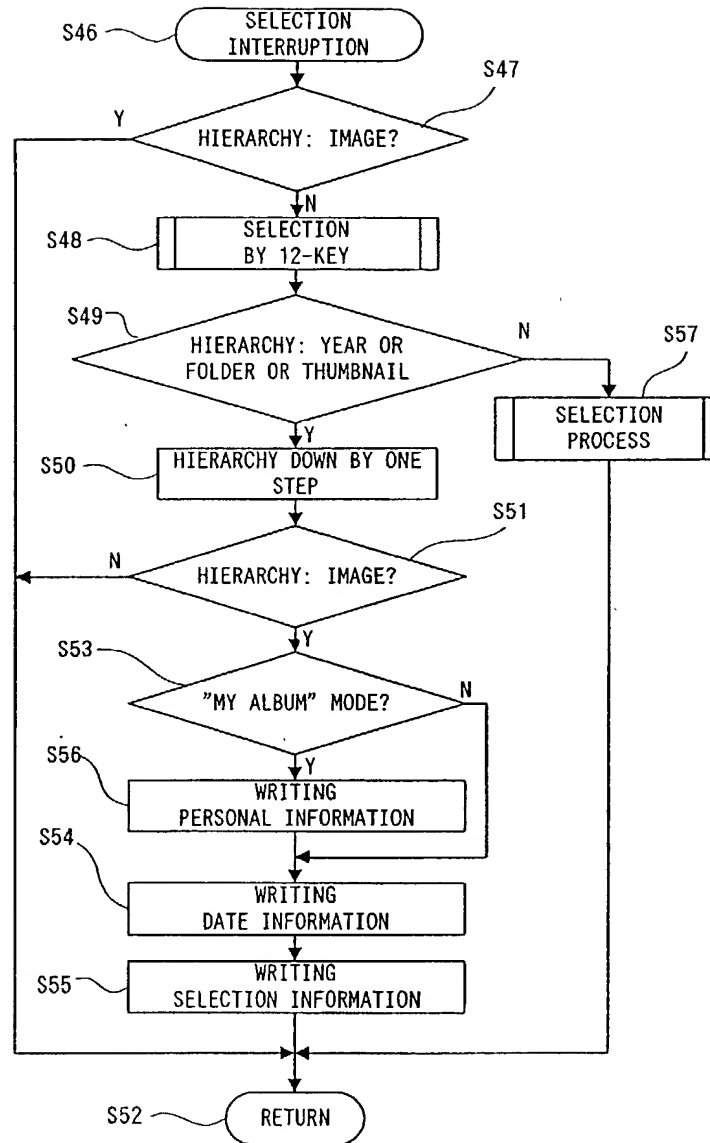 S46
SELECTION
INTERRUPTION
S47
Y
HIERARCHY: IMAGE?
N
S48
SELECTION
BY 12-KEY
S49
N
S57
HIERARCHY: YEAR OR
FOLDER OR THUMBNAIL
SELECTION
PROCESS
Y
S50
HIERARCHY DOWN BY ONE
STEP
S51
N
HIERARCHY: IMAGE?
Y
S53
N
"MY ALBUM" MODE?
S56
Y
WRITING
PERSONAL INFORMATION
S54
WRITING
DATE INFORMATION
S55
WRITING
SELECTION INFORMATION
S52
RETURN